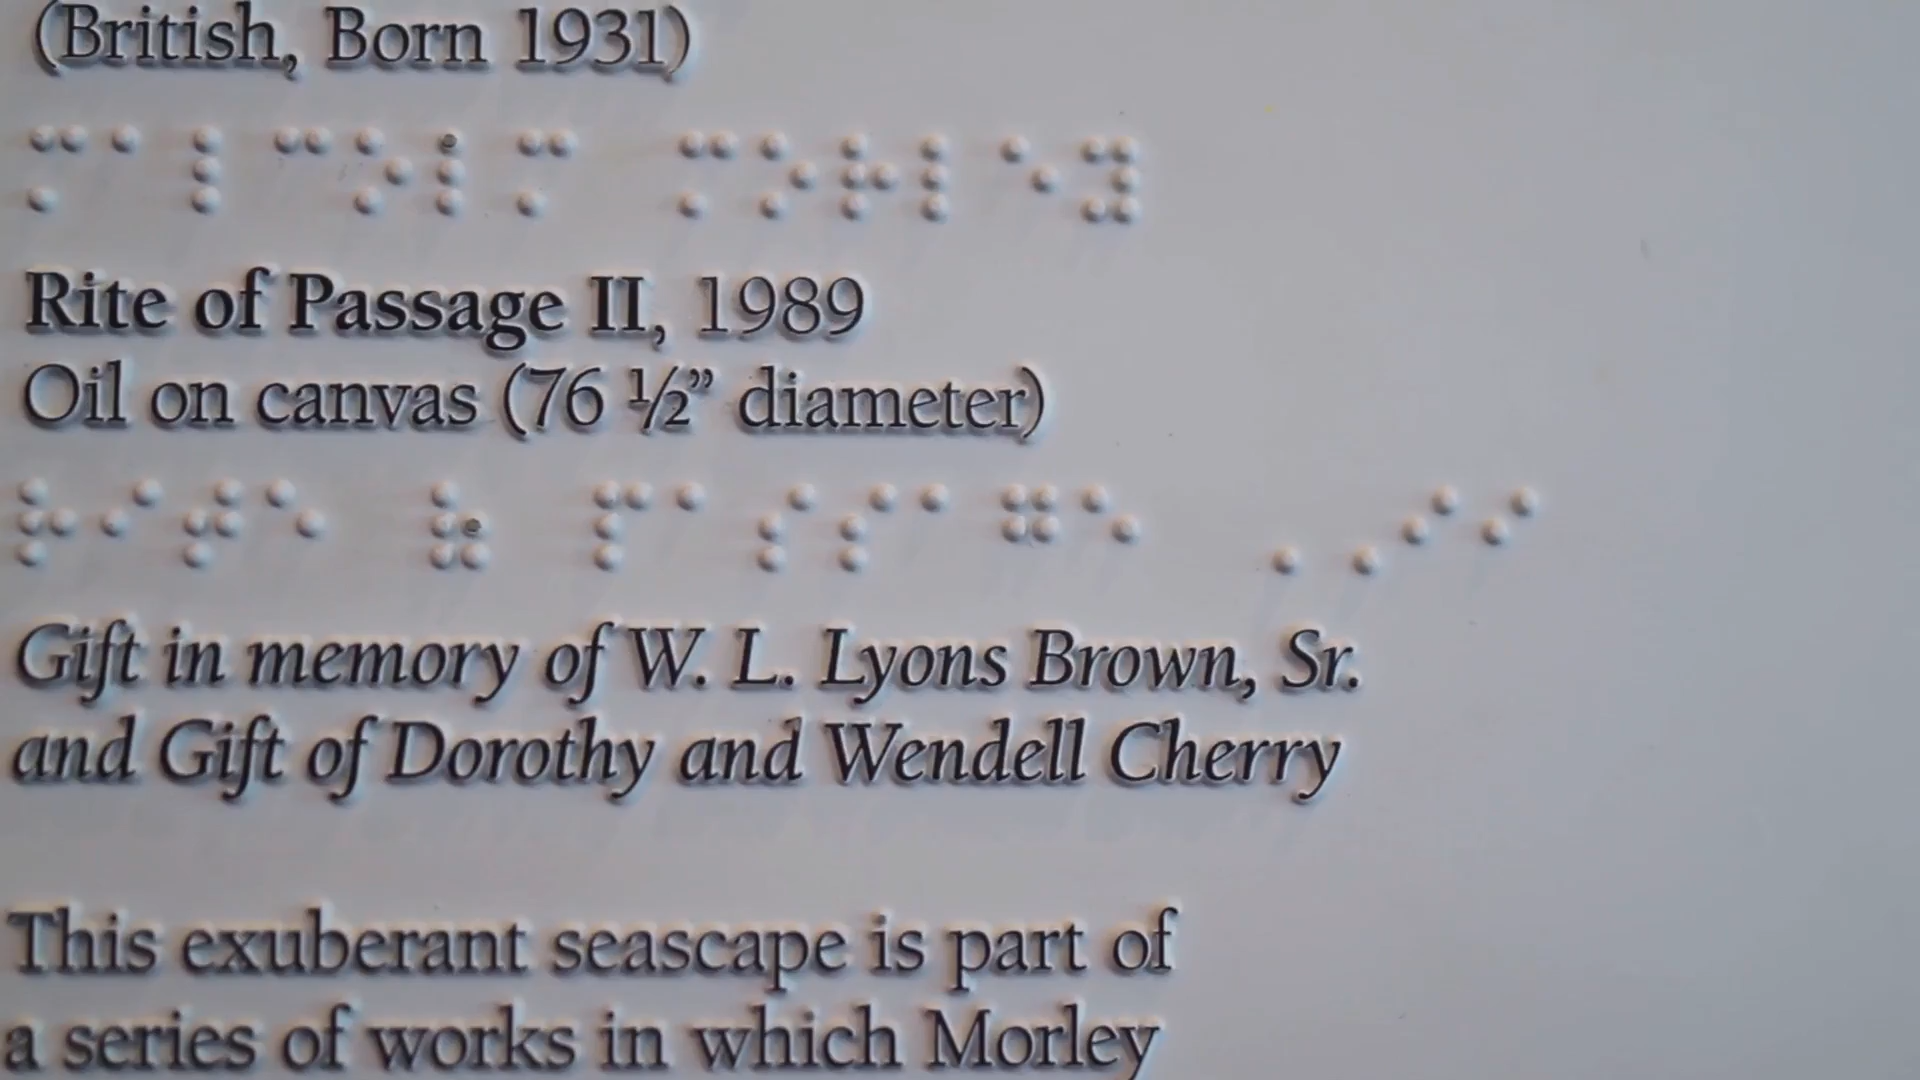 (British, Born 1931)
⠍⠁⠇⠉⠕⠇⠍ ⠍⠕⠗⠇⠑⠽
Rite of Passage II, 1989
Oil on canvas (76 ½” diameter)
⠗⠊⠞⠑ ⠷ ⠏⠁⠎⠎⠁⠛⠑ ⠠⠠⠊⠊
Gift in memory of W. L. Lyons Brown, Sr.
and Gift of Dorothy and Wendell Cherry
This exuberant seascape is part of
a series of works in which Morley